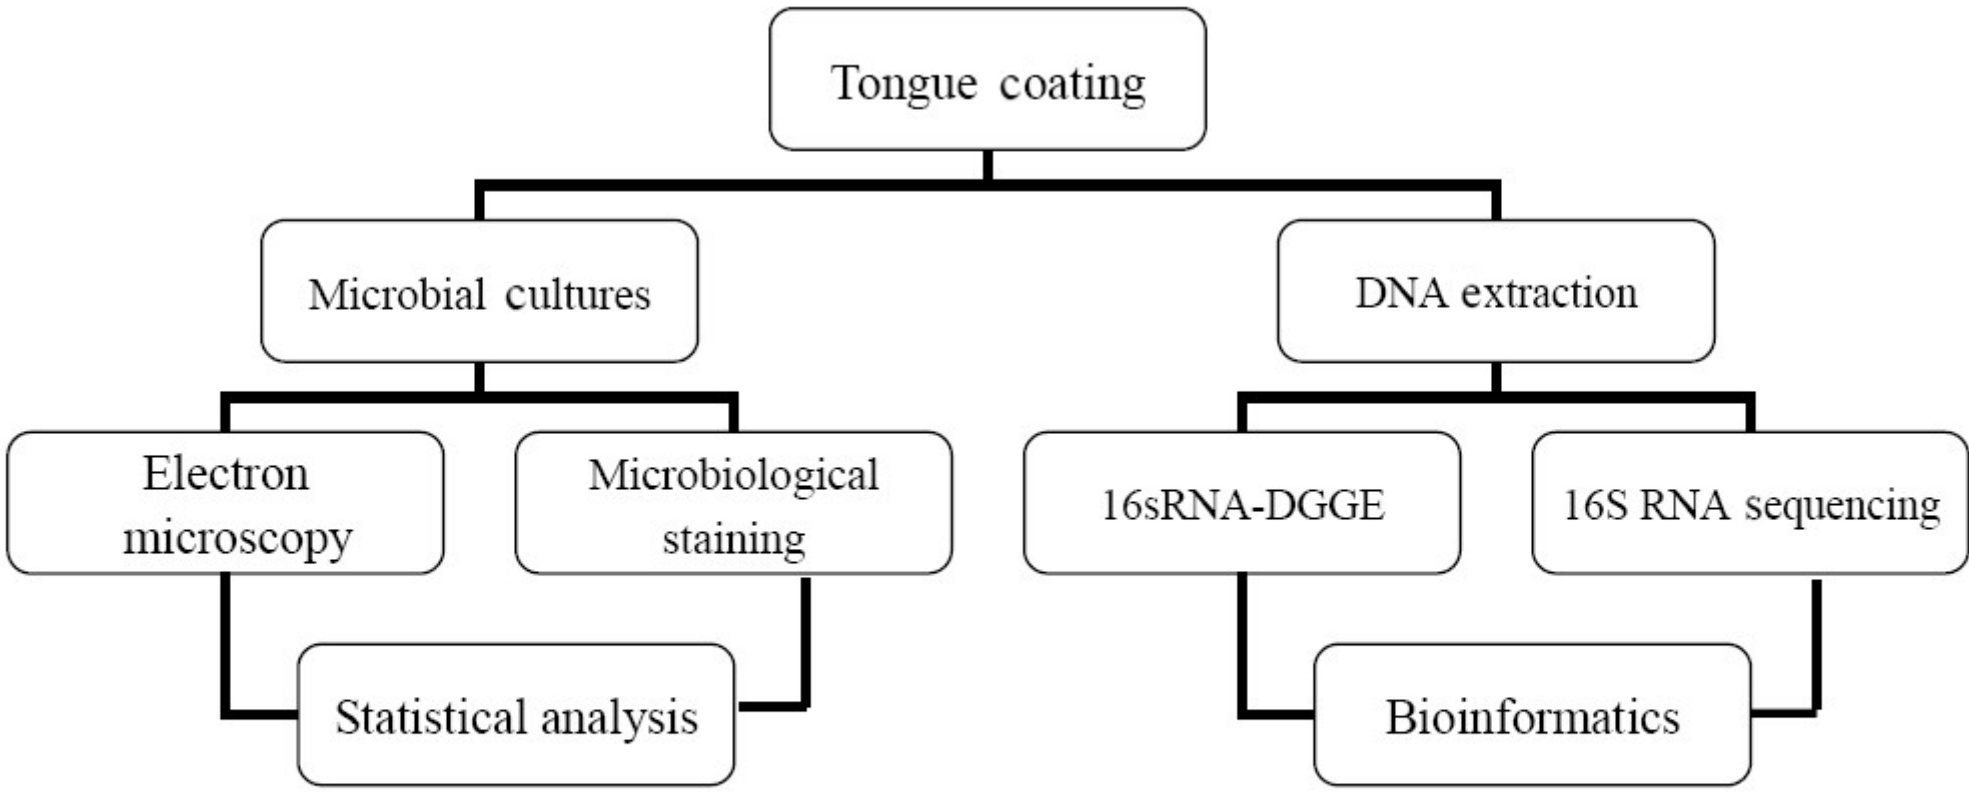 Tongue coating
Microbial cultures
DNA extraction
Electron
microscopy
Microbiological
staining
16sRNA-DGGE
16S RNA sequencing
Statistical analysis
Bioinformatics